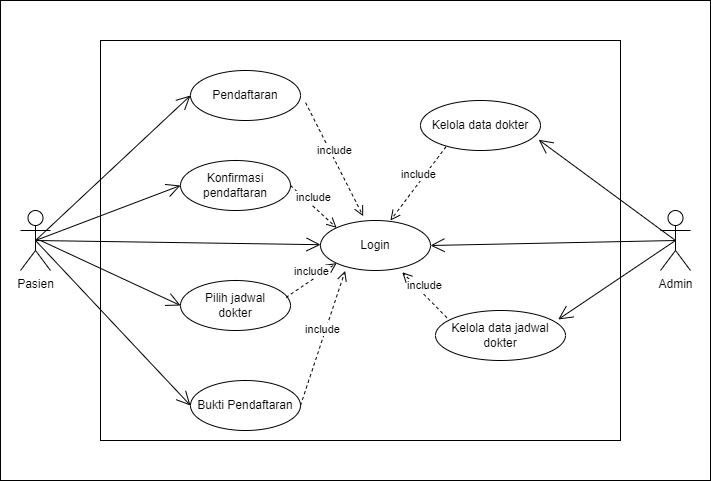 Pendaftaran
include
Kelola data dokter
include
Konfirmasi
pendaftaran
include
Login
Pasien
Admin
include
Pilih jadwal
dokter
include
include
Kelola data jadwal
dokter
Bukti Pendaftaran